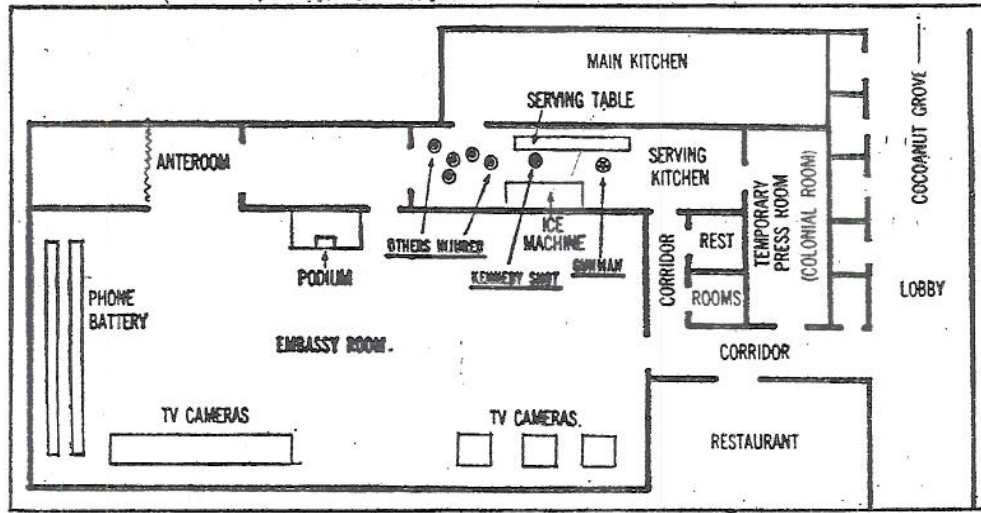 MAIN KITCHEN
SERVING TABLE
ANTEROOM
SERVING
KITCHEN
COCOANUT GROVE
TEMPORARY
PRESS ROOM
(COLONIAL ROOM)
OTHERS
ICE
MACHINE
PODIUM
KENNEDY SHOT
GUNMAN
CORRIDOR
REST
ROOMS
LOBBY
PHONE
BATTERY
EMBASSY ROOM.
CORRIDOR
TV CAMERAS
TV CAMERAS.
RESTAURANT